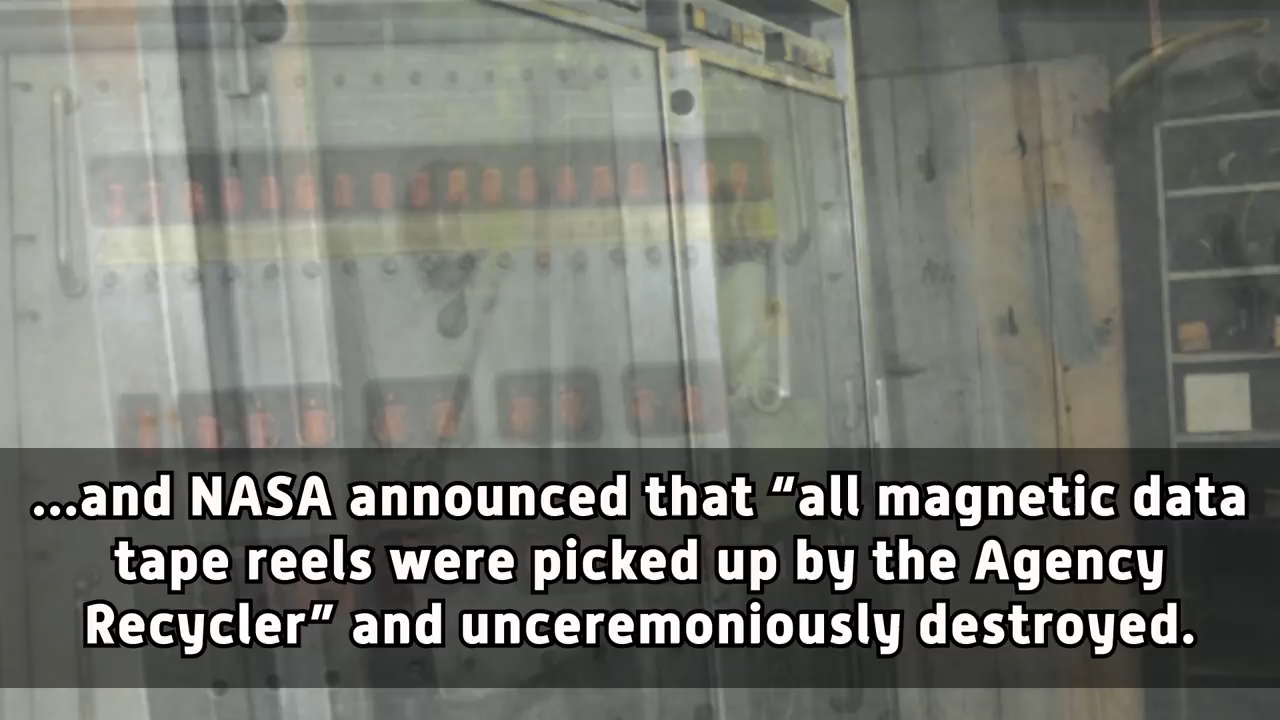 ...and NASA announced that “all magnetic data
tape reels were picked up by the Agency
Recycler” and unceremoniously destroyed.